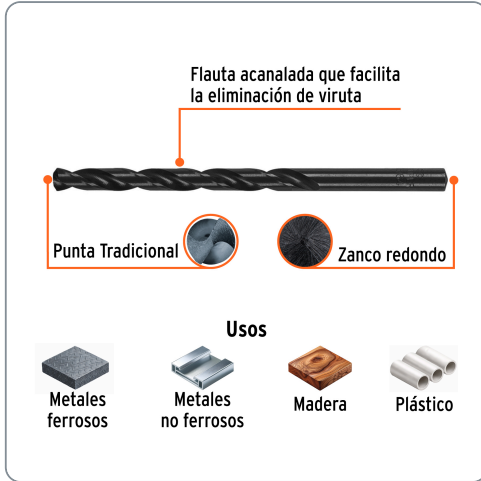 Flauta acanalada que facilita
la eliminación de viruta
Punta Tradicional
Zanco redondo
Usos
Metales
ferrosos
Metales
no ferrosos
Madera
Plástico